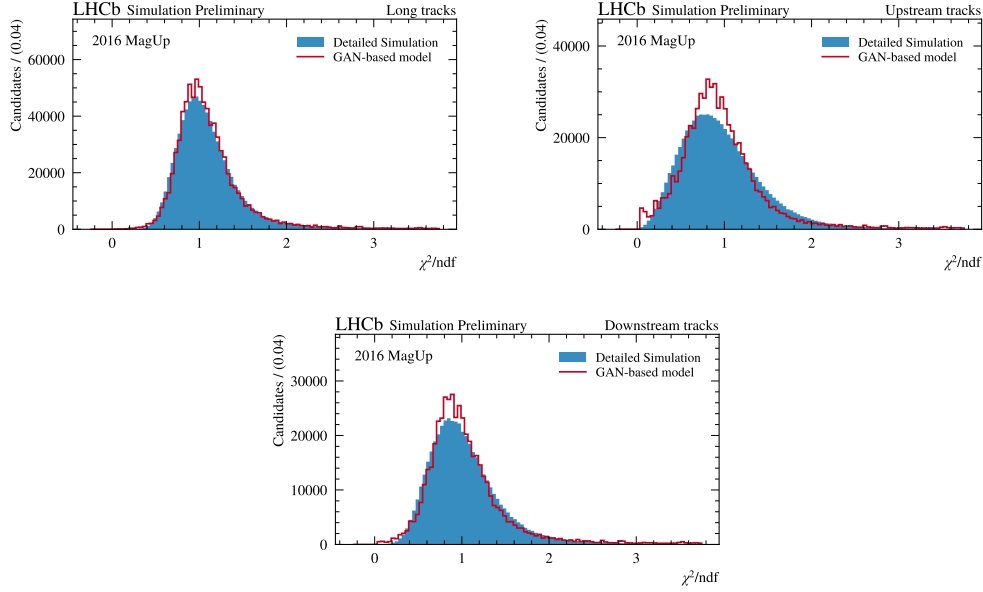 LHCb Simulation Preliminary Long tracks
2016 MagUp
Detailed Simulation
GAN-based model
Candidates / (0.04)
60000
40000
20000
0
0 1 2 3
χ²/ndf
LHCb Simulation Preliminary Upstream tracks
2016 MagUp
Detailed Simulation
GAN-based model
Candidates / (0.04)
40000
20000
0
0 1 2 3
χ²/ndf
LHCb Simulation Preliminary Downstream tracks
2016 MagUp
Detailed Simulation
GAN-based model
Candidates / (0.04)
30000
20000
10000
0
0 1 2 3
χ²/ndf